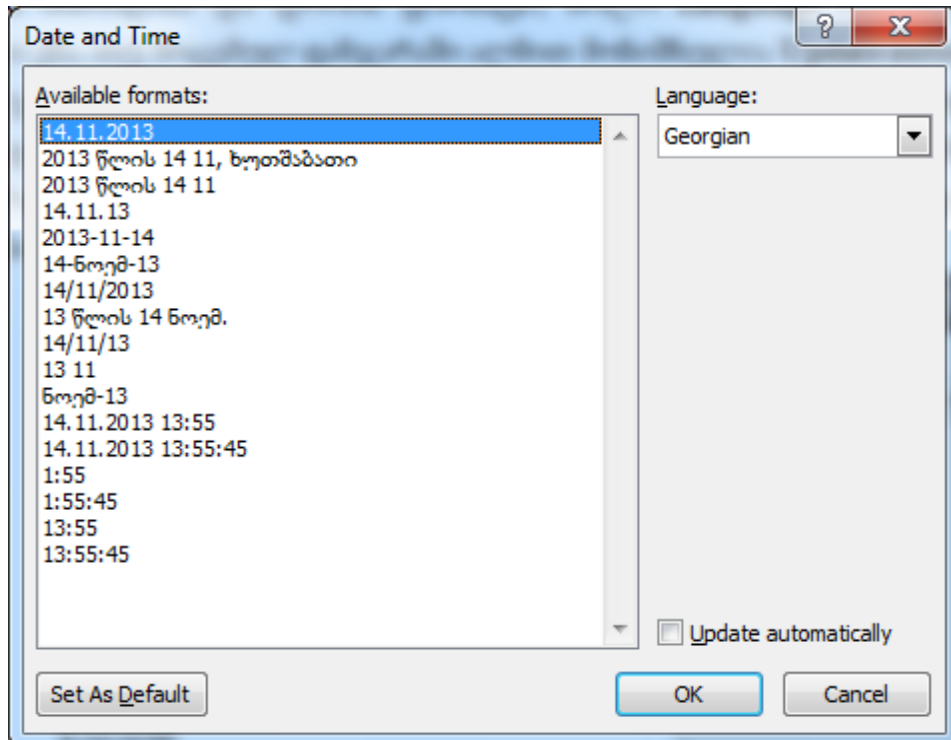 Date and Time
Available formats:
Language:
14.11.2013
Georgian
2013 წლის 14 11, ხუთშაბათი
2013 წლის 14 11
14.11.13
2013-11-14
14-ნოემ-13
14/11/2013
13 წლის 14 ნოემ.
14/11/13
13 11
ნოემ-13
14.11.2013 13:55
14.11.2013 13:55:45
1:55
1:55:45
13:55
13:55:45
Update automatically
Set As Default
OK
Cancel